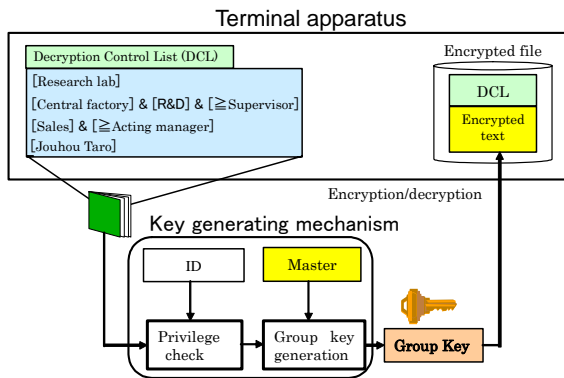 Terminal apparatus
Decryption Control List (DCL)
[Research lab]
[Central factory] & [R&D] & [≧Supervisor]
[Sales] & [≧Acting manager]
[Jouhou Taro]
Encrypted file
DCL
Encrypted
text
Encryption/decryption
Key generating mechanism
ID
Master
Privilege
check
Group key
generation
Group Key